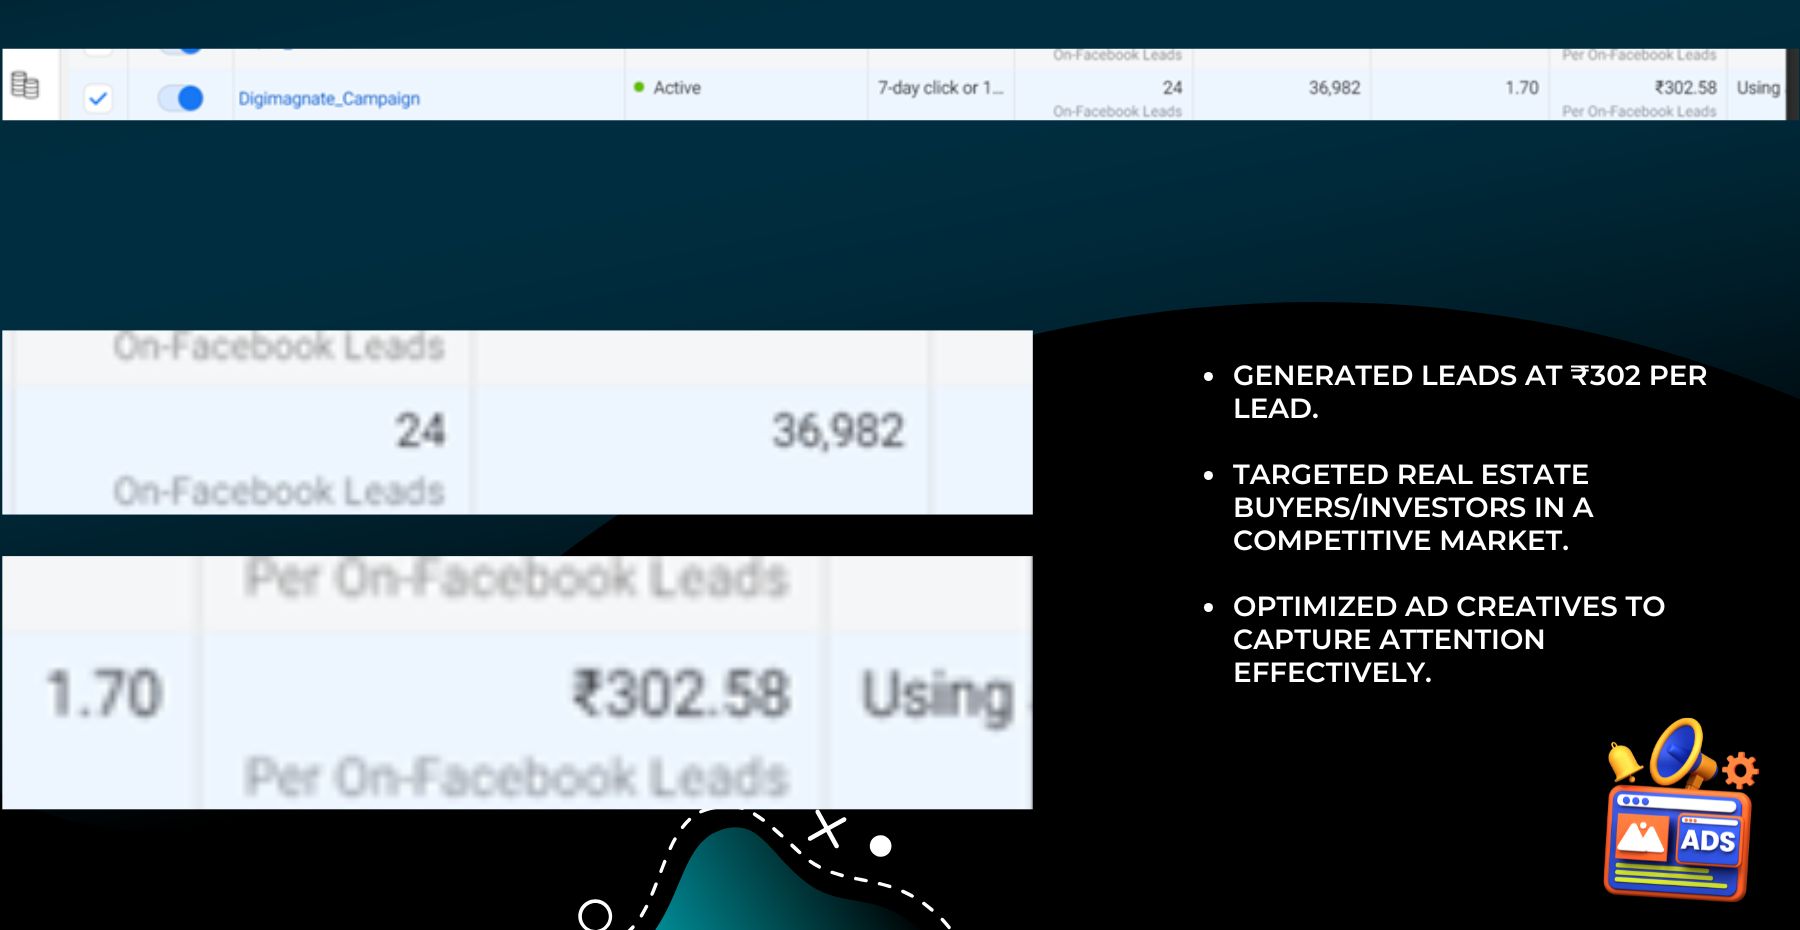 On-Facebook Leads
Per On-Facebook Leads
Digimagnate_Campaign
Active
7-day click or 1...
24
36,982
1.70
₹302.58
Using
On-Facebook Leads
Per On-Facebook Leads
On-Facebook Leads
24
36,982
On-Facebook Leads
Per On-Facebook Leads
1.70
₹302.58
Using
Per On-Facebook Leads
GENERATED LEADS AT ₹302 PER
LEAD.
TARGETED REAL ESTATE
BUYERS/INVESTORS IN A
COMPETITIVE MARKET.
OPTIMIZED AD CREATIVES TO
CAPTURE ATTENTION
EFFECTIVELY.
ADS